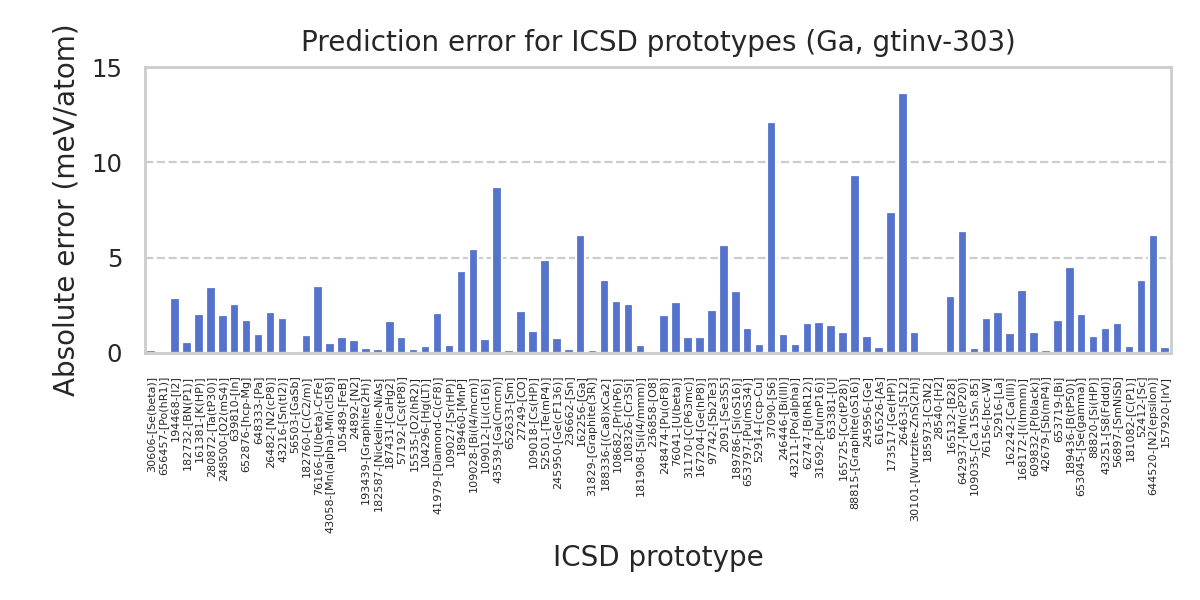 Prediction error for ICSD prototypes (Ga, gtinv-303)
Absolute error (meV/atom)
15
10
5
0
30606-[Se(beta)]
656457-[Po(hR1)]
194468-[I2]
182732-[BN(P1)]
161381-[K(HP)]
280872-[Ta(tP30)]
248500-[O2(mS4)]
639810-[In]
652876-[hcp-Mg]
648333-[Pa]
26482-[N2(cP8)]
43216-[Sn(tI2)]
56503-[GaSb]
182760-[C(C2/m)]
76166-[U(beta)-CrFe]
43058-[Mn(alpha)-Mn(cI58)]
105489-[FeB]
24892-[N2]
193439-[Graphite(2H)]
182587-[Nickeline-NiAs]
187431-[CaHg2]
57192-[Cs(tP8)]
15535-[O2(hR2)]
104296-[Hg(LT)]
41979-[Diamond-C(cF8)]
109027-[Sr(HP)]
189460-[MnP]
109028-[Bi(I4/mcm)]
109012-[Li(cI16)]
43539-[Ga(Cmcm)]
652633-[Sm]
27249-[CO]
109018-[Cs(HP)]
52501-[Te(mP4)]
245950-[Ge(cF136)]
236662-[Sn]
162256-[Ga]
31829-[Graphite(3R)]
188336-[(Ca8)xCa2]
108682-[Pr(hP6)]
108326-[Cr3Si]
181908-[Si(I4/mmm)]
236858-[O8]
248474-[Pu(oF8)]
76041-[U(beta)]
31170-[C(P63mc)]
167204-[Ge(hP8)]
97742-[Sb2Te3]
2091-[Se3S5]
189786-[Si(oS16)]
653797-[Pu(mS34)]
52914-[ccp-Cu]
37090-[S6]
246446-[Bi(III)]
43211-[Po(alpha)]
62747-[B(hR12)]
31692-[Pu(mP16)]
653381-[U]
165725-[Co(tP28)]
88815-[Graphite(oS16)]
245956-[Ge]
616526-[As]
173517-[Ge(HP)]
26463-[S12]
30101-[Wurtzite-ZnS(2H)]
185973-[C3N2]
28540-[H2]
165132-[B28]
642937-[Mn(cP20)]
109035-[Ca.15Sn.85]
76156-[bcc-W]
52916-[La]
162242-[Ca(III)]
168172-[I(Immm)]
609832-[P(black)]
42679-[Sb(mP4)]
653719-[Bi]
189436-[B(tP50)]
653045-[Se(gamma)]
88820-[Si(HP)]
43251-[S8(Fddd)]
56897-[SmNiSb]
181082-[C(P1)]
52412-[Sc]
644520-[N2(epsilon)]
157920-[IrV]
ICSD prototype